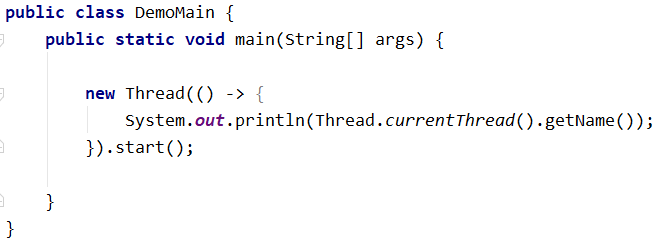 public class DemoMain {
    public static void main(String[] args) {
        new Thread(() -> {
            System.out.println(Thread.currentThread().getName());
        }).start();
    }
}